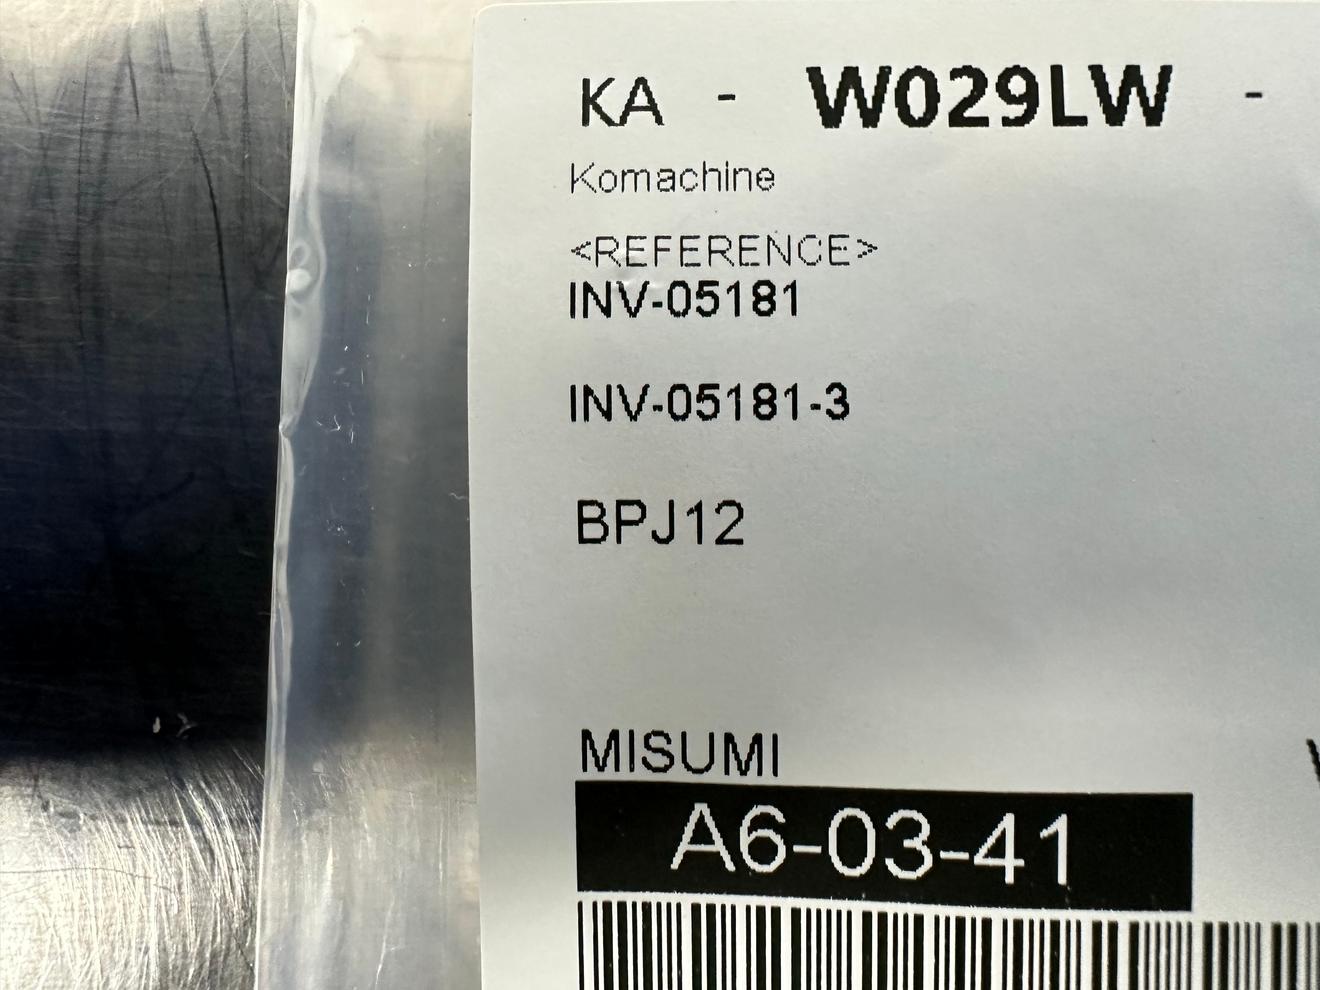 KA - W029LW -
Komachine
<REFERENCE>
INV-05181
INV-05181-3
BPJ12
MISUMI
A6-03-41